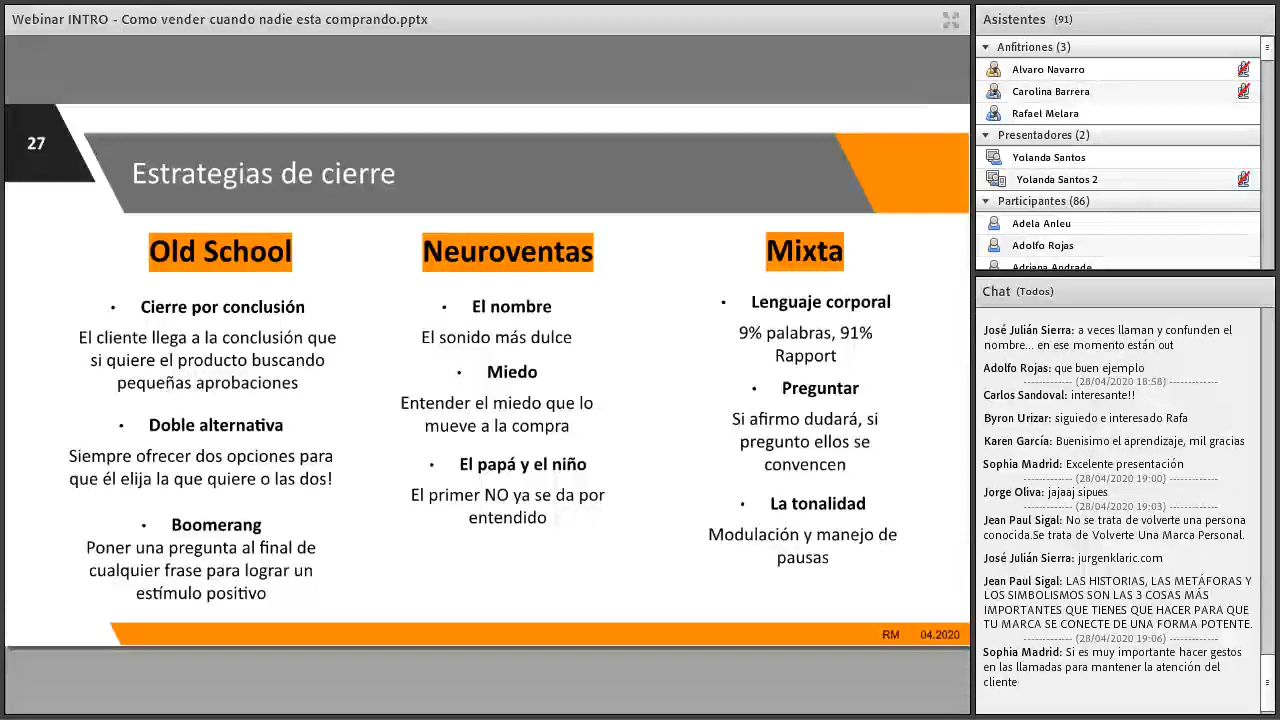 Webinar INTRO - Como vender cuando nadie esta comprando.pptx
27
Estrategias de cierre
Old School
• Cierre por conclusión
El cliente llega a la conclusión que
si quiere el producto buscando
pequeñas aprobaciones
• Doble alternativa
Siempre ofrecer dos opciones para
que él elija la que quiere o las dos!
• Boomerang
Poner una pregunta al final de
cualquier frase para lograr un
estímulo positivo
Neuroventas
• El nombre
El sonido más dulce
• Miedo
Entender el miedo que lo
mueve a la compra
• El papá y el niño
El primer NO ya se da por
entendido
Mixta
• Lenguaje corporal
9% palabras, 91%
Rapport
• Preguntar
Si afirmo dudará, si
pregunto ellos se
convencen
• La tonalidad
Modulación y manejo de
pausas
RM 04.2020
Asistentes (91)
Anfitriones (3)
Alvaro Navarro
Carolina Barrera
Rafael Melara
Presentadores (2)
Yolanda Santos
Yolanda Santos 2
Participantes (86)
Adela Anleu
Adolfo Rojas
Adriana Andrade
Chat (Todos)
José Julián Sierra: a veces llaman y confunden el
nombre... en ese momento están out
Adolfo Rojas: que buen ejemplo
------------ (28/04/2020 18:58) ------------
Carlos Sandoval: interesante!!
Byron Urizar: siguiedo e interesado Rafa
Karen García: Buenisimo el aprendizaje, mil gracias
Sophia Madrid: Excelente presentación
------------ (28/04/2020 19:00) ------------
Jorge Oliva: jajaaj sipues
------------ (28/04/2020 19:03) ------------
Jean Paul Sigal: No se trata de volverte una persona
conocida.Se trata de Volverte Una Marca Personal.
José Julián Sierra: jurgenklaric.com
Jean Paul Sigal: LAS HISTORIAS, LAS METÁFORAS Y
LOS SIMBOLISMOS SON LAS 3 COSAS MÁS
IMPORTANTES QUE TIENES QUE HACER PARA QUE
TU MARCA SE CONECTE DE UNA FORMA POTENTE.
------------ (28/04/2020 19:06) ------------
Sophia Madrid: Si es muy importante hacer gestos
en las llamadas para mantener la atención del
cliente